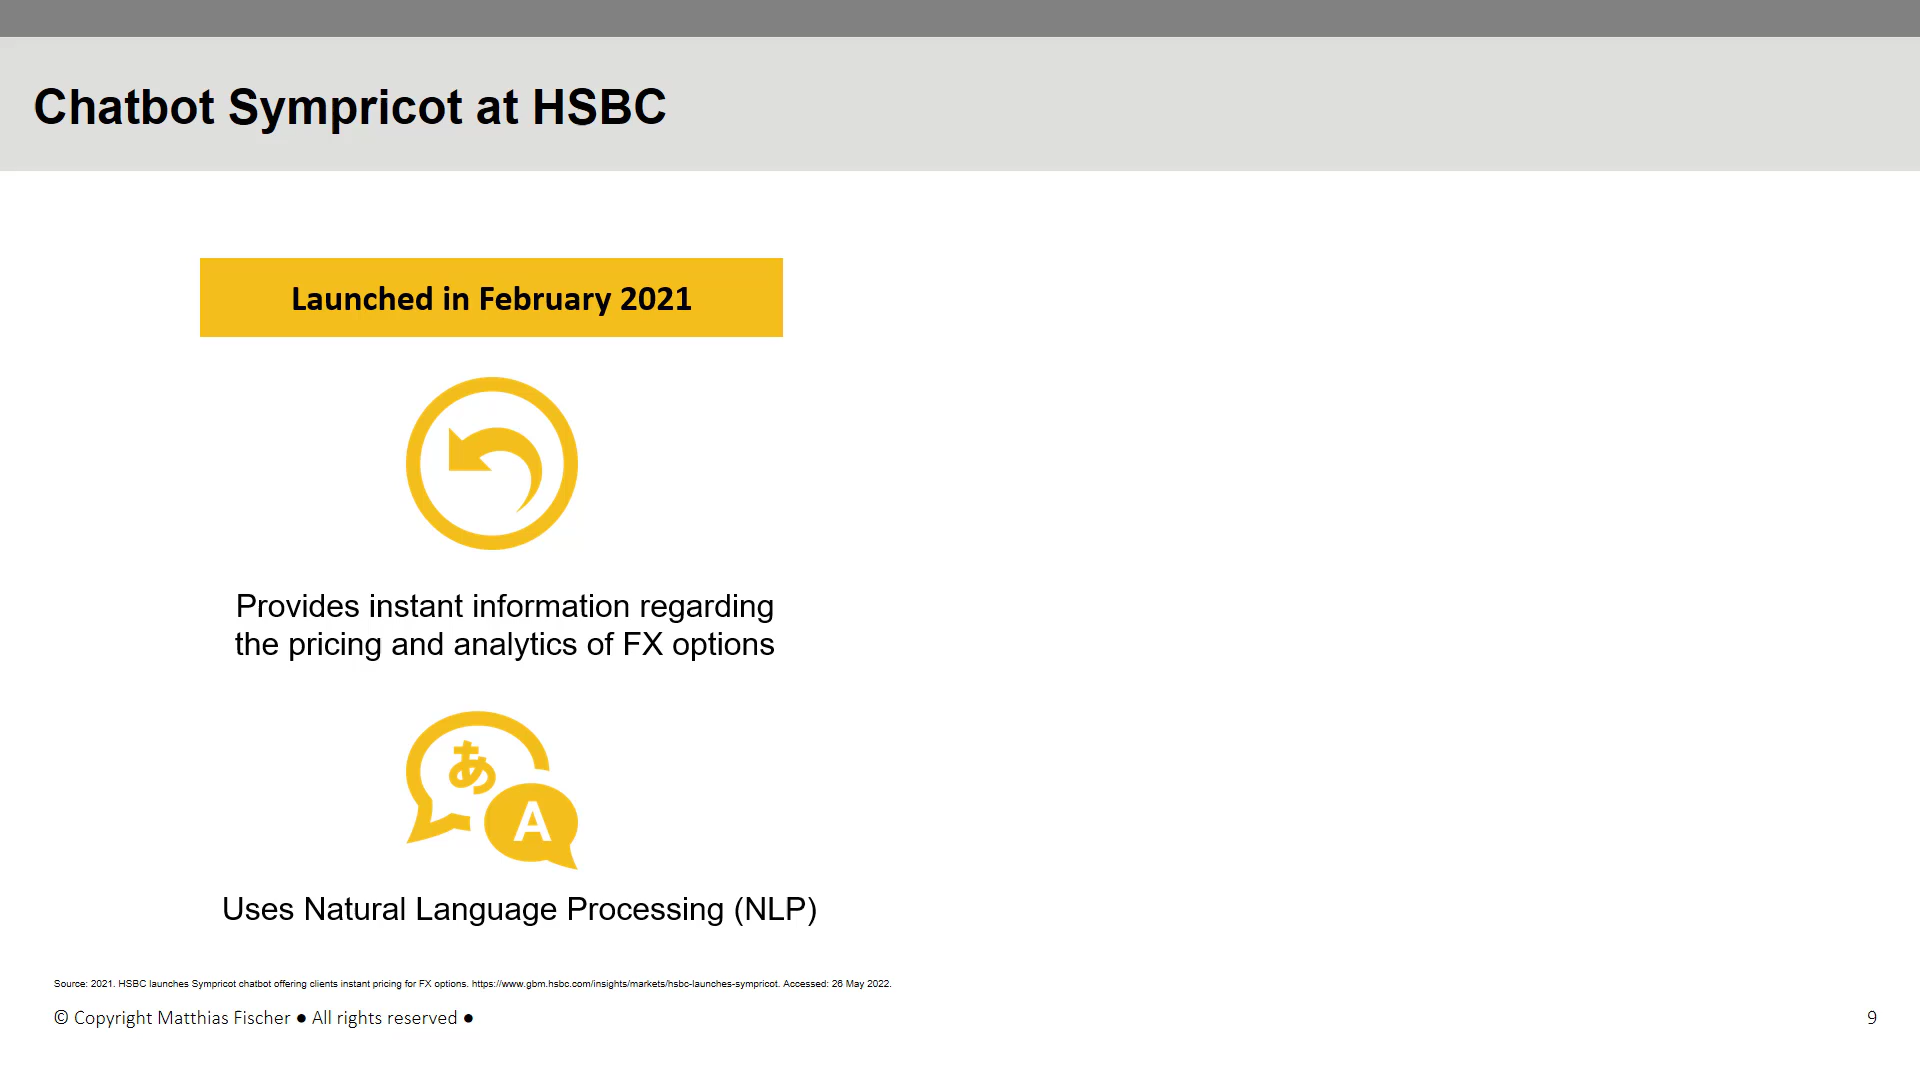 Chatbot Sympricot at HSBC
Launched in February 2021
Provides instant information regarding
the pricing and analytics of FX options
あ
A
Uses Natural Language Processing (NLP)
Source: 2021. HSBC launches Sympricot chatbot offering clients instant pricing for FX options. https://www.gbm.hsbc.com/insights/markets/hsbc-launches-sympricot. Accessed: 26 May 2022.
© Copyright Matthias Fischer ● All rights reserved ●
9